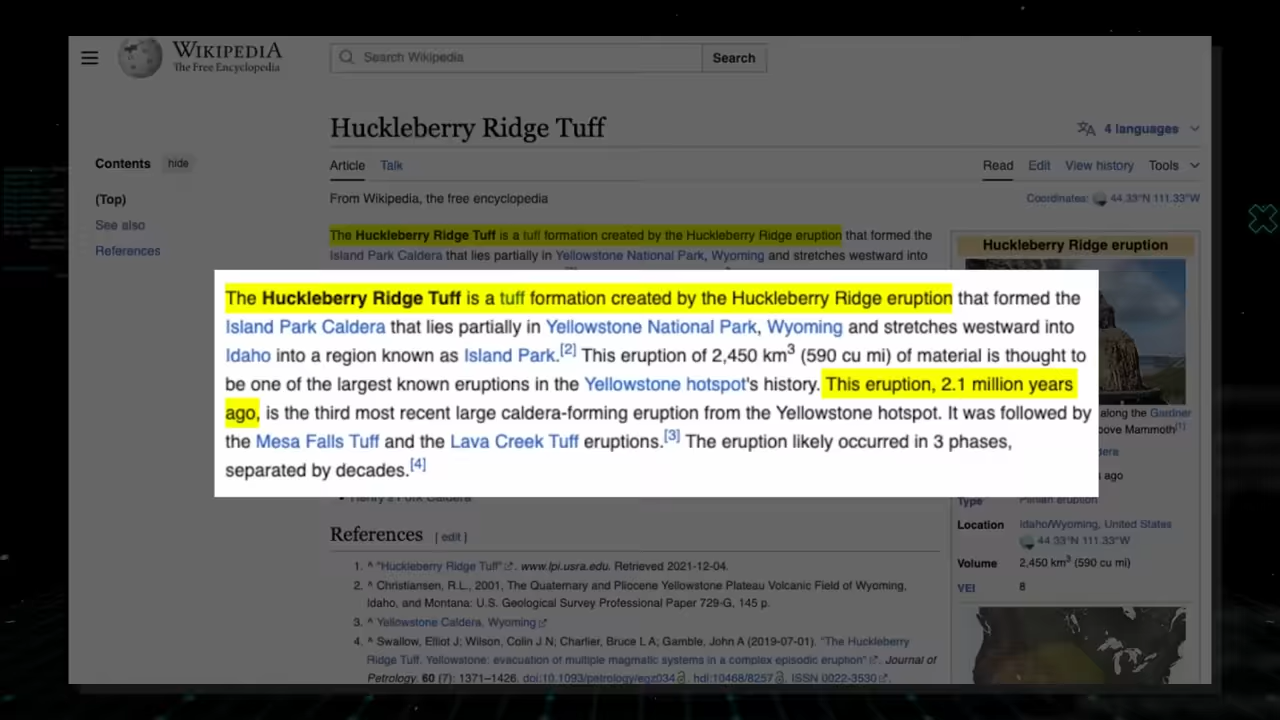 WIKIPEDIA
The Free Encyclopedia
Search Wikipedia
Search
Huckleberry Ridge Tuff
4 languages
Contents hide
Article Talk
Read Edit View history Tools
(Top)
From Wikipedia, the free encyclopedia
Coordinates: 44.33°N 111.33°W
See also
References
The Huckleberry Ridge Tuff is a tuff formation created by the Huckleberry Ridge eruption that formed the
Island Park Caldera that lies partially in Yellowstone National Park, Wyoming and stretches westward into
Huckleberry Ridge eruption
The Huckleberry Ridge Tuff is a tuff formation created by the Huckleberry Ridge eruption that formed the
Island Park Caldera that lies partially in Yellowstone National Park, Wyoming and stretches westward into
Idaho into a region known as Island Park.[2] This eruption of 2,450 km3 (590 cu mi) of material is thought to
be one of the largest known eruptions in the Yellowstone hotspot's history. This eruption, 2.1 million years
ago, is the third most recent large caldera-forming eruption from the Yellowstone hotspot. It was followed by
the Mesa Falls Tuff and the Lava Creek Tuff eruptions.[3] The eruption likely occurred in 3 phases,
separated by decades.[4]
along the Gardner
Mammoth[1]
ago
Henry's Fork Caldera
Type Plinian eruption
Location Idaho/Wyoming, United States
44.33°N 111.33°W
Volume 2,450 km3 (590 cu mi)
VEI 8
References [ edit ]
1. ^ "Huckleberry Ridge Tuff". www.lpi.usra.edu. Retrieved 2021-12-04.
2. ^ Christiansen, R.L., 2001, The Quaternary and Pliocene Yellowstone Plateau Volcanic Field of Wyoming,
Idaho, and Montana: U.S. Geological Survey Professional Paper 729-G, 145 p.
3. ^ Yellowstone Caldera, Wyoming
4. ^ Swallow, Elliot J; Wilson, Colin J N; Charlier, Bruce L A; Gamble, John A (2019-07-01). "The Huckleberry
Ridge Tuff, Yellowstone: evacuation of multiple magmatic systems in a complex episodic eruption". Journal of
Petrology. 60 (7): 1371–1426. doi:10.1093/petrology/egz034. hdl:10468/8257. ISSN 0022-3530.